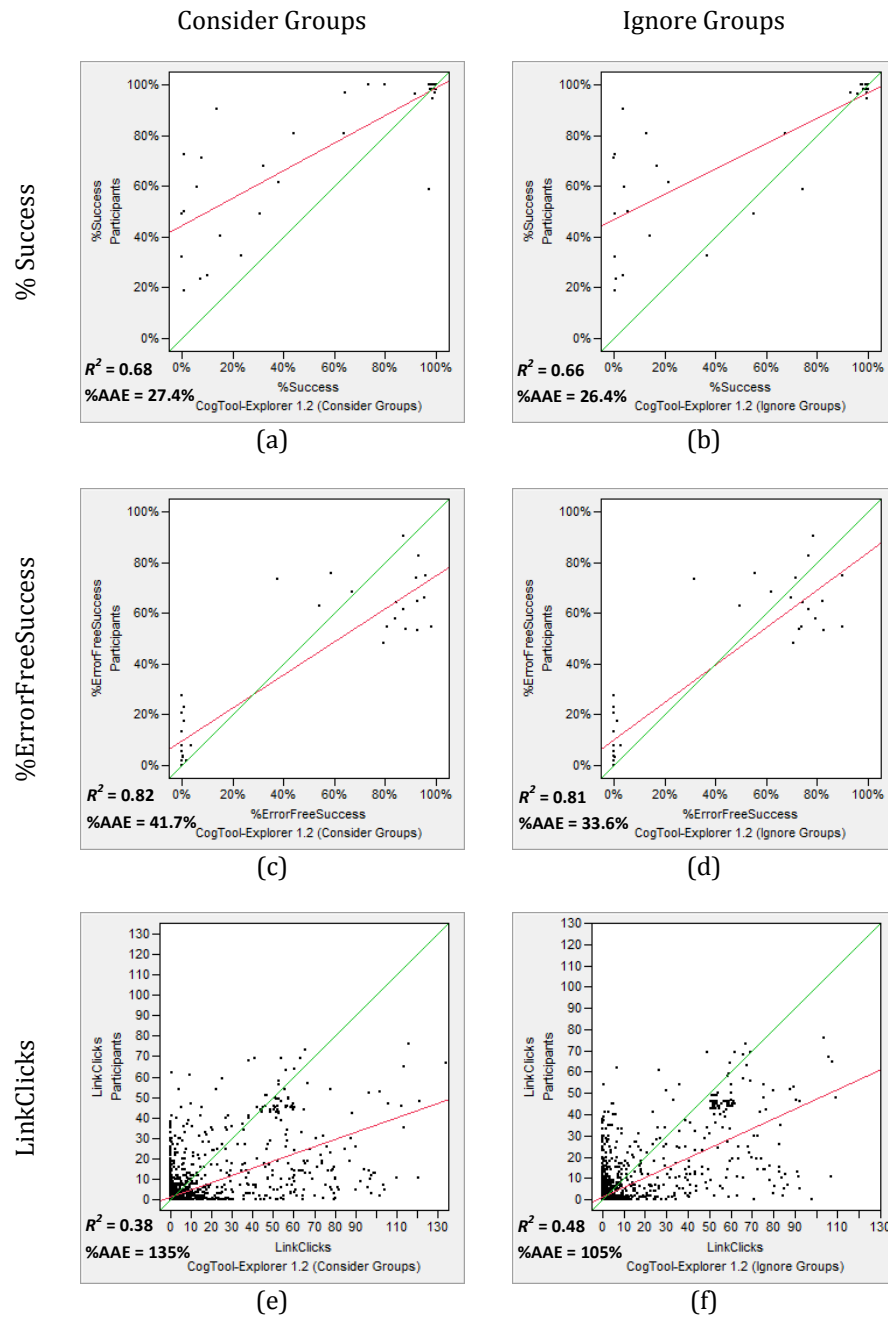 Consider Groups
Ignore Groups
% Success
%Success
Participants
100%
80%
60%
40%
20%
0%
0% 20% 40% 60% 80% 100%
R² = 0.68
%AAE = 27.4%
%Success
CogTool-Explorer 1.2 (Consider Groups)
(a)
%Success
Participants
100%
80%
60%
40%
20%
0%
0% 20% 40% 60% 80% 100%
R² = 0.66
%AAE = 26.4%
%Success
CogTool-Explorer 1.2 (Ignore Groups)
(b)
%ErrorFreeSuccess
%ErrorFreeSuccess
Participants
100%
80%
60%
40%
20%
0%
0% 20% 40% 60% 80% 100%
R² = 0.82
%AAE = 41.7%
%ErrorFreeSuccess
CogTool-Explorer 1.2 (Consider Groups)
(c)
%ErrorFreeSuccess
Participants
100%
80%
60%
40%
20%
0%
0% 20% 40% 60% 80% 100%
R² = 0.81
%AAE = 33.6%
%ErrorFreeSuccess
CogTool-Explorer 1.2 (Ignore Groups)
(d)
LinkClicks
LinkClicks
Participants
130
120
110
100
90
80
70
60
50
40
30
20
10
0
0 10 20 30 40 50 60 70 80 90 110 130
R² = 0.38
%AAE = 135%
LinkClicks
CogTool-Explorer 1.2 (Consider Groups)
(e)
LinkClicks
Participants
130
120
110
100
90
80
70
60
50
40
30
20
10
0
0 10 20 30 40 50 60 70 80 90 110 130
R² = 0.48
%AAE = 105%
LinkClicks
CogTool-Explorer 1.2 (Ignore Groups)
(f)